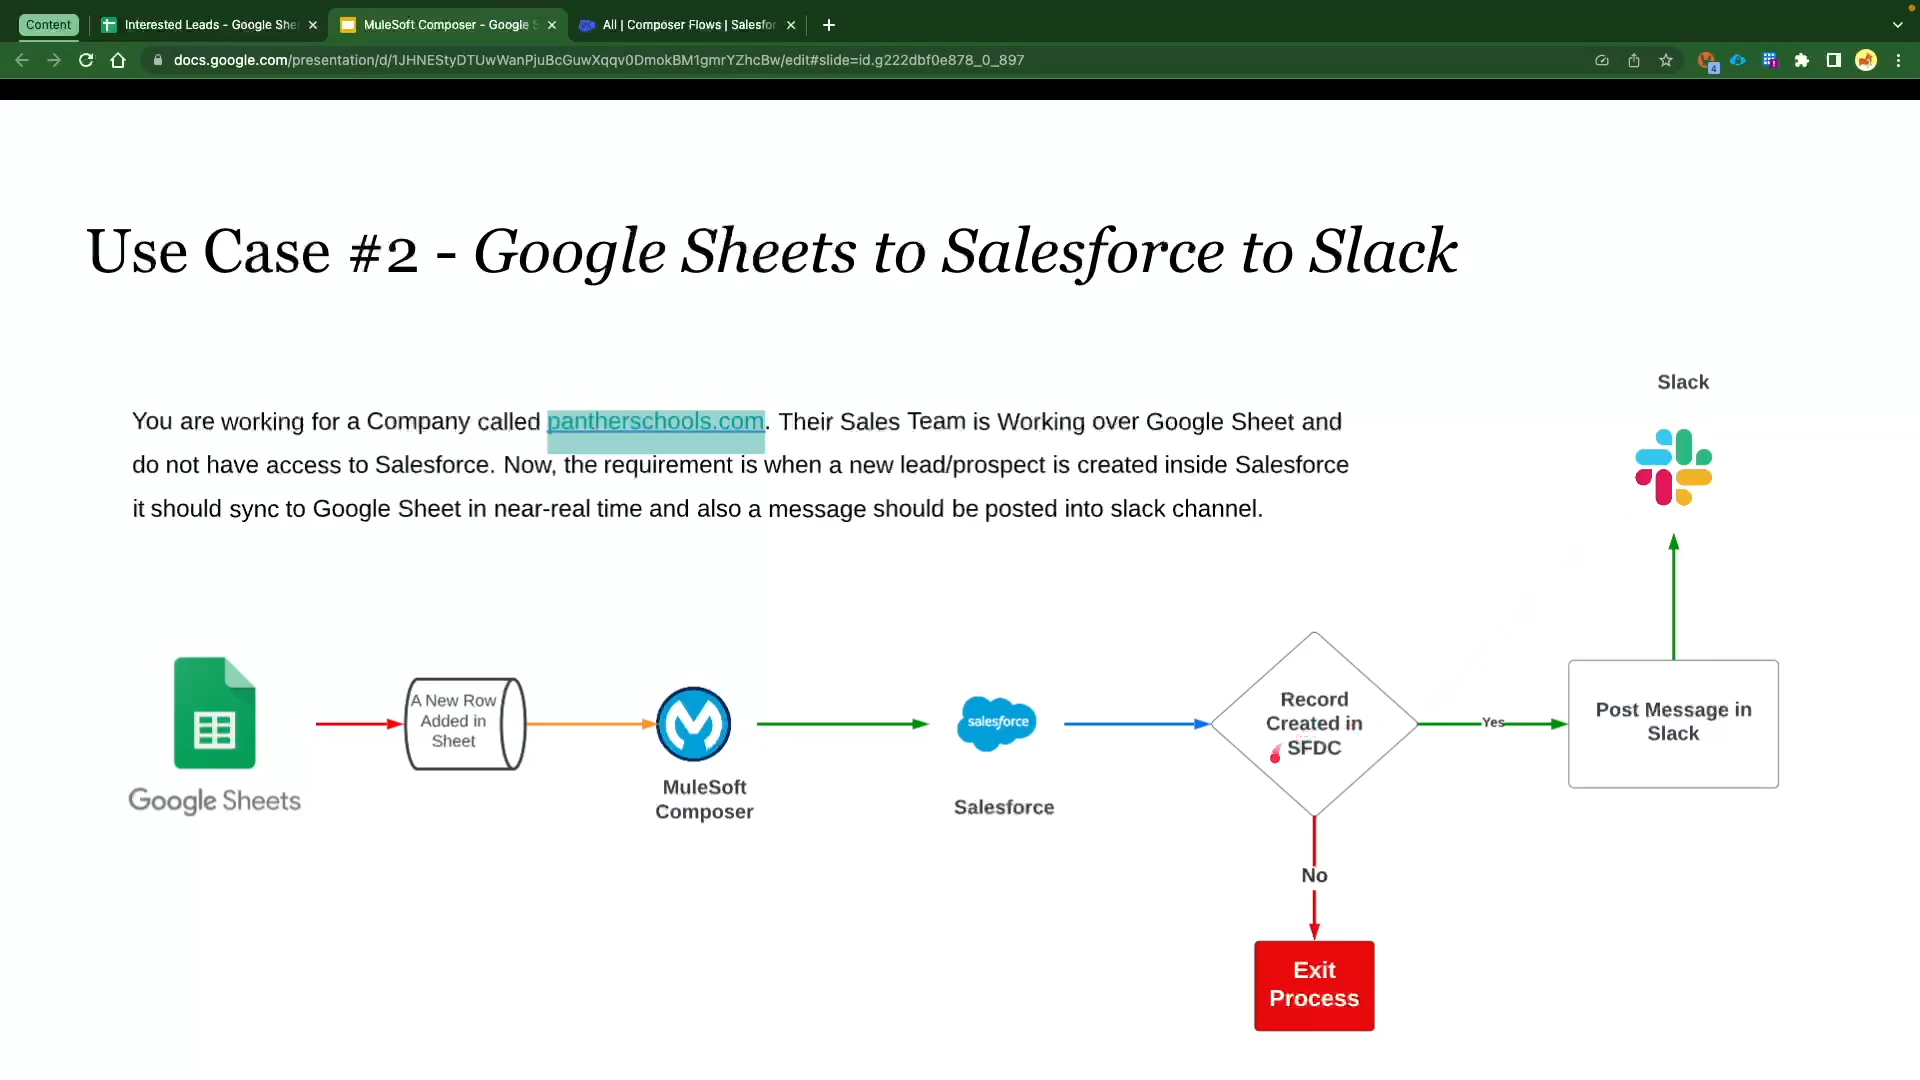 Content
Interested Leads - Google She
MuleSoft Composer - Google S
All | Composer Flows | Salesfor
docs.google.com/presentation/d/1JHNEStyDTUwWanPjuBcGuwXqqv0DmokBM1gmrYZhcBw/edit#slide=id.g222dbf0e878_0_897
4
Use Case #2 - Google Sheets to Salesforce to Slack
You are working for a Company called pantherschools.com. Their Sales Team is Working over Google Sheet and
do not have access to Salesforce. Now, the requirement is when a new lead/prospect is created inside Salesforce
it should sync to Google Sheet in near-real time and also a message should be posted into slack channel.
Slack
A New Row
Added in
Sheet
Google Sheets
MuleSoft
Composer
salesforce
Salesforce
Record
Created in
SFDC
Yes
Post Message in
Slack
No
Exit
Process